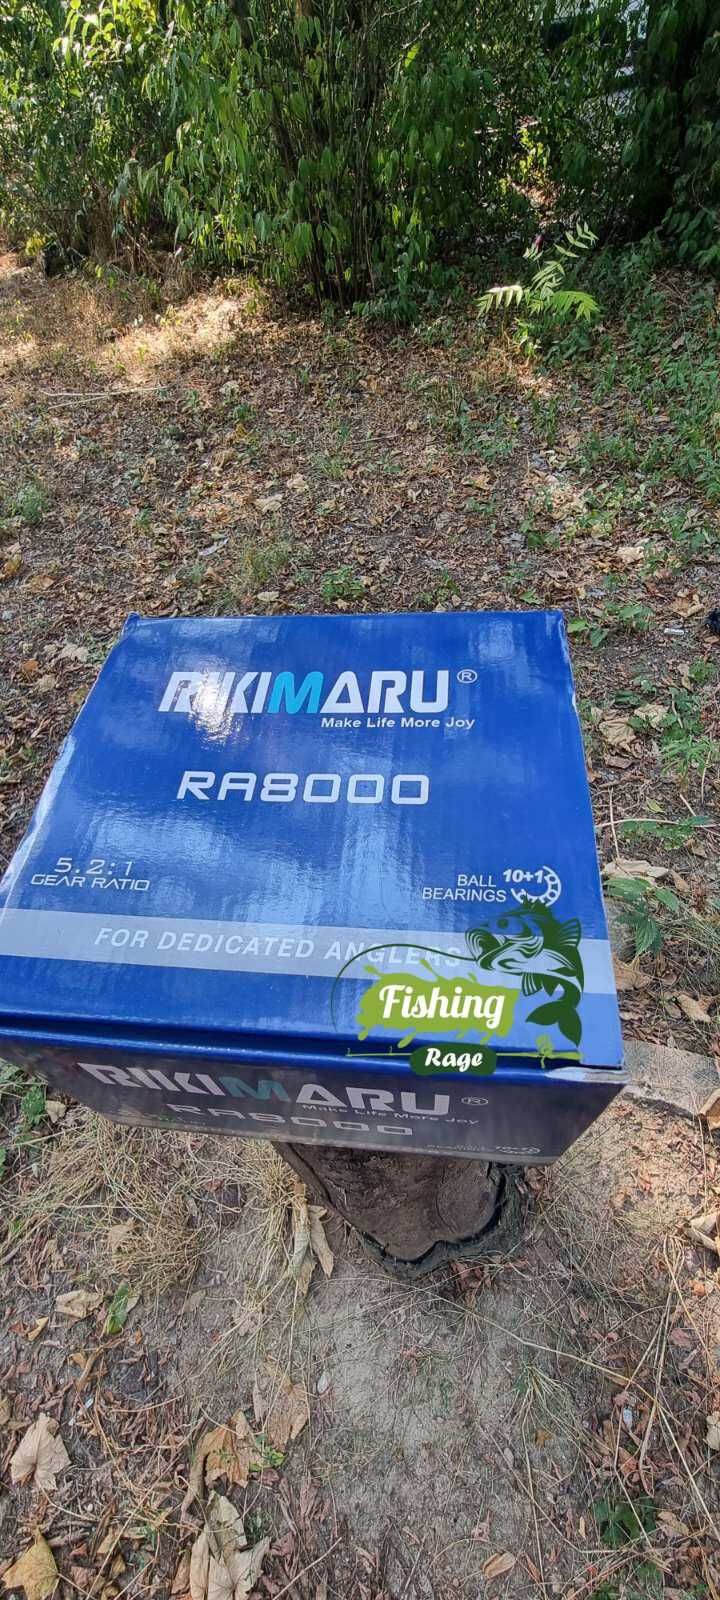 RIKIMARU®
Make Life More Joy
RA8000
5.2:1
GEAR RATIO
BALL 10+1
BEARINGS
FOR DEDICATED ANGLERS
Fishing
Rage
RIKIMARU®
Make Life More Joy
RA8000